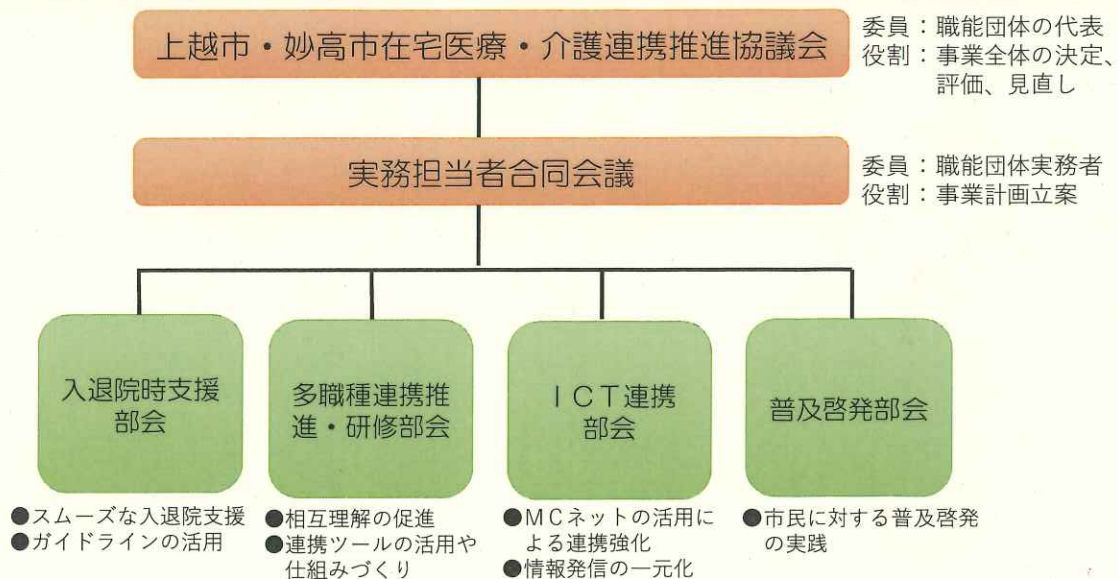 上越市・妙高市在宅医療・介護連携推進協議会
委員：職能団体の代表
役割：事業全体の決定、
評価、見直し
実務担当者合同会議
委員：職能団体実務者
役割：事業計画立案
入退院時支援
部会
●スムーズな入退院支援
●ガイドラインの活用
多職種連携推
進・研修部会
●相互理解の促進
●連携ツールの活用や
仕組みづくり
ＩＣＴ連携
部会
●ＭＣネットの活用に
よる連携強化
●情報発信の一元化
普及啓発部会
●市民に対する普及啓発
の実践